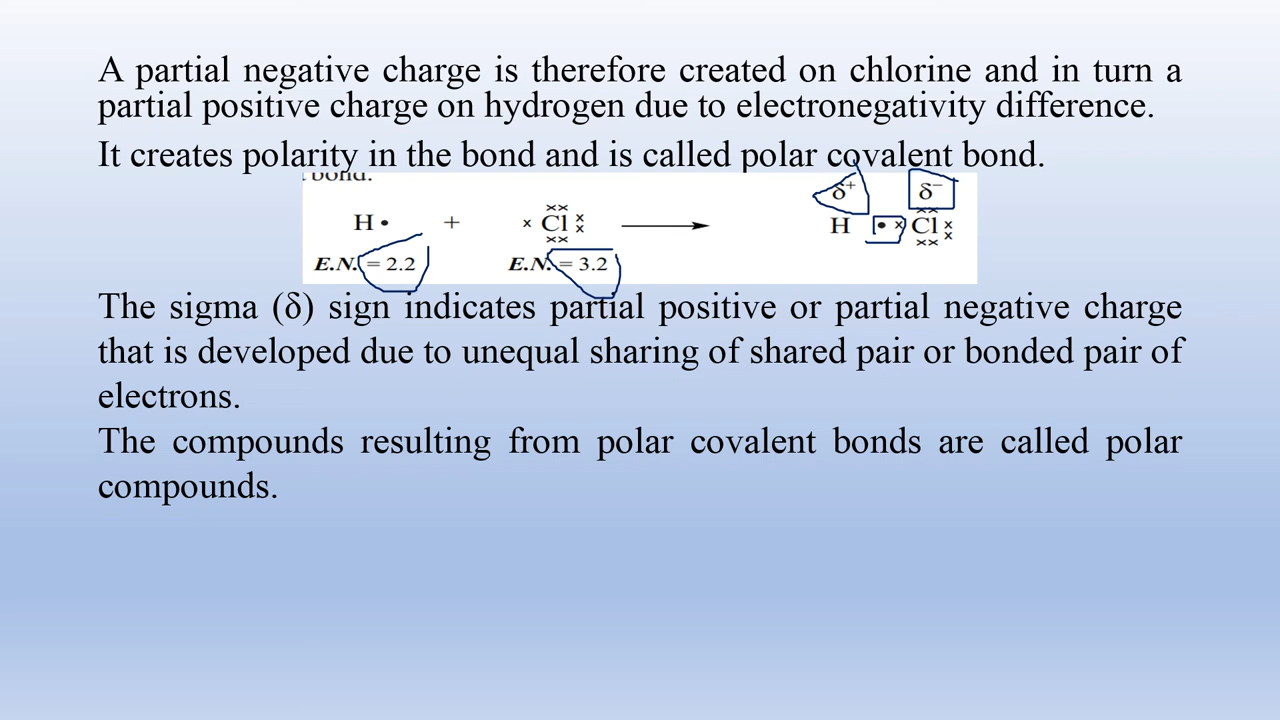 A partial negative charge is therefore created on chlorine and in turn a
partial positive charge on hydrogen due to electronegativity difference.
It creates polarity in the bond and is called polar covalent bond.
bond.
δ⁺ δ⁻
H • + × Cl ×× ×× ×× ⟶ H • × Cl ×× ×× ××
E.N. = 2.2 E.N. = 3.2
The sigma (δ) sign indicates partial positive or partial negative charge
that is developed due to unequal sharing of shared pair or bonded pair of
electrons.
The compounds resulting from polar covalent bonds are called polar
compounds.